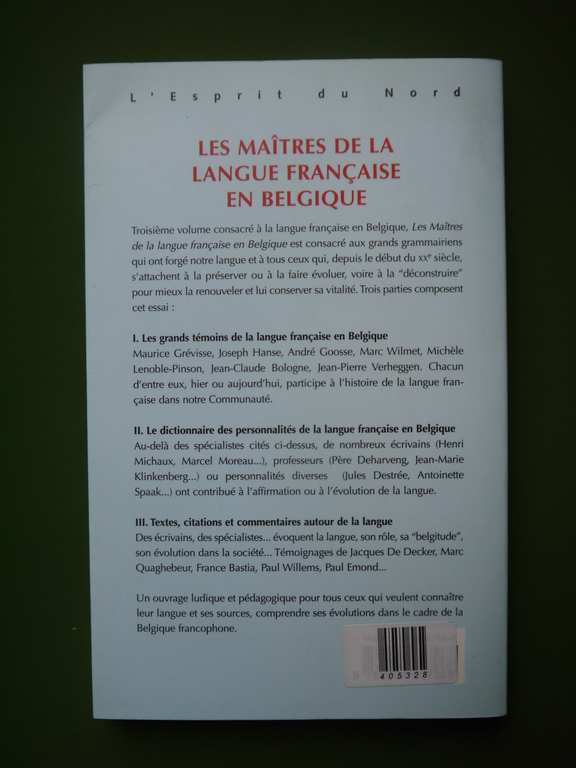 L'Esprit du Nord
LES MAÎTRES DE LA
LANGUE FRANÇAISE
EN BELGIQUE
Troisième volume consacré à la langue française en Belgique, Les Maîtres
de la langue française en Belgique est consacré aux grands grammairiens
qui ont forgé notre langue et à tous ceux qui, depuis le début du XXe siècle,
s'attachent à la préserver ou à la faire évoluer, voire à la "déconstruire"
pour mieux la renouveler et lui conserver sa vitalité. Trois parties composent
cet essai :
I. Les grands témoins de la langue française en Belgique
Maurice Grévisse, Joseph Hanse, André Goosse, Marc Wilmet, Michèle
Lenoble-Pinson, Jean-Claude Bologne, Jean-Pierre Verheggen. Chacun
d'entre eux, hier ou aujourd'hui, participe à l'histoire de la langue fran-
çaise dans notre Communauté.
II. Le dictionnaire des personnalités de la langue française en Belgique
Au-delà des spécialistes cités ci-dessus, de nombreux écrivains (Henri
Michaux, Marcel Moreau...), professeurs (Père Deharveng, Jean-Marie
Klinkenberg...) ou personnalités diverses (Jules Destrée, Antoinette
Spaak...) ont contribué à l'affirmation ou à l'évolution de la langue.
III. Textes, citations et commentaires autour de la langue
Des écrivains, des spécialistes... évoquent la langue, son rôle, sa "belgitude",
son évolution dans la société... Témoignages de Jacques De Decker, Marc
Quaghebeur, France Bastia, Paul Willems, Paul Emond...
Un ouvrage ludique et pédagogique pour tous ceux qui veulent connaître
leur langue et ses sources, comprendre ses évolutions dans le cadre de la
Belgique francophone.
405328